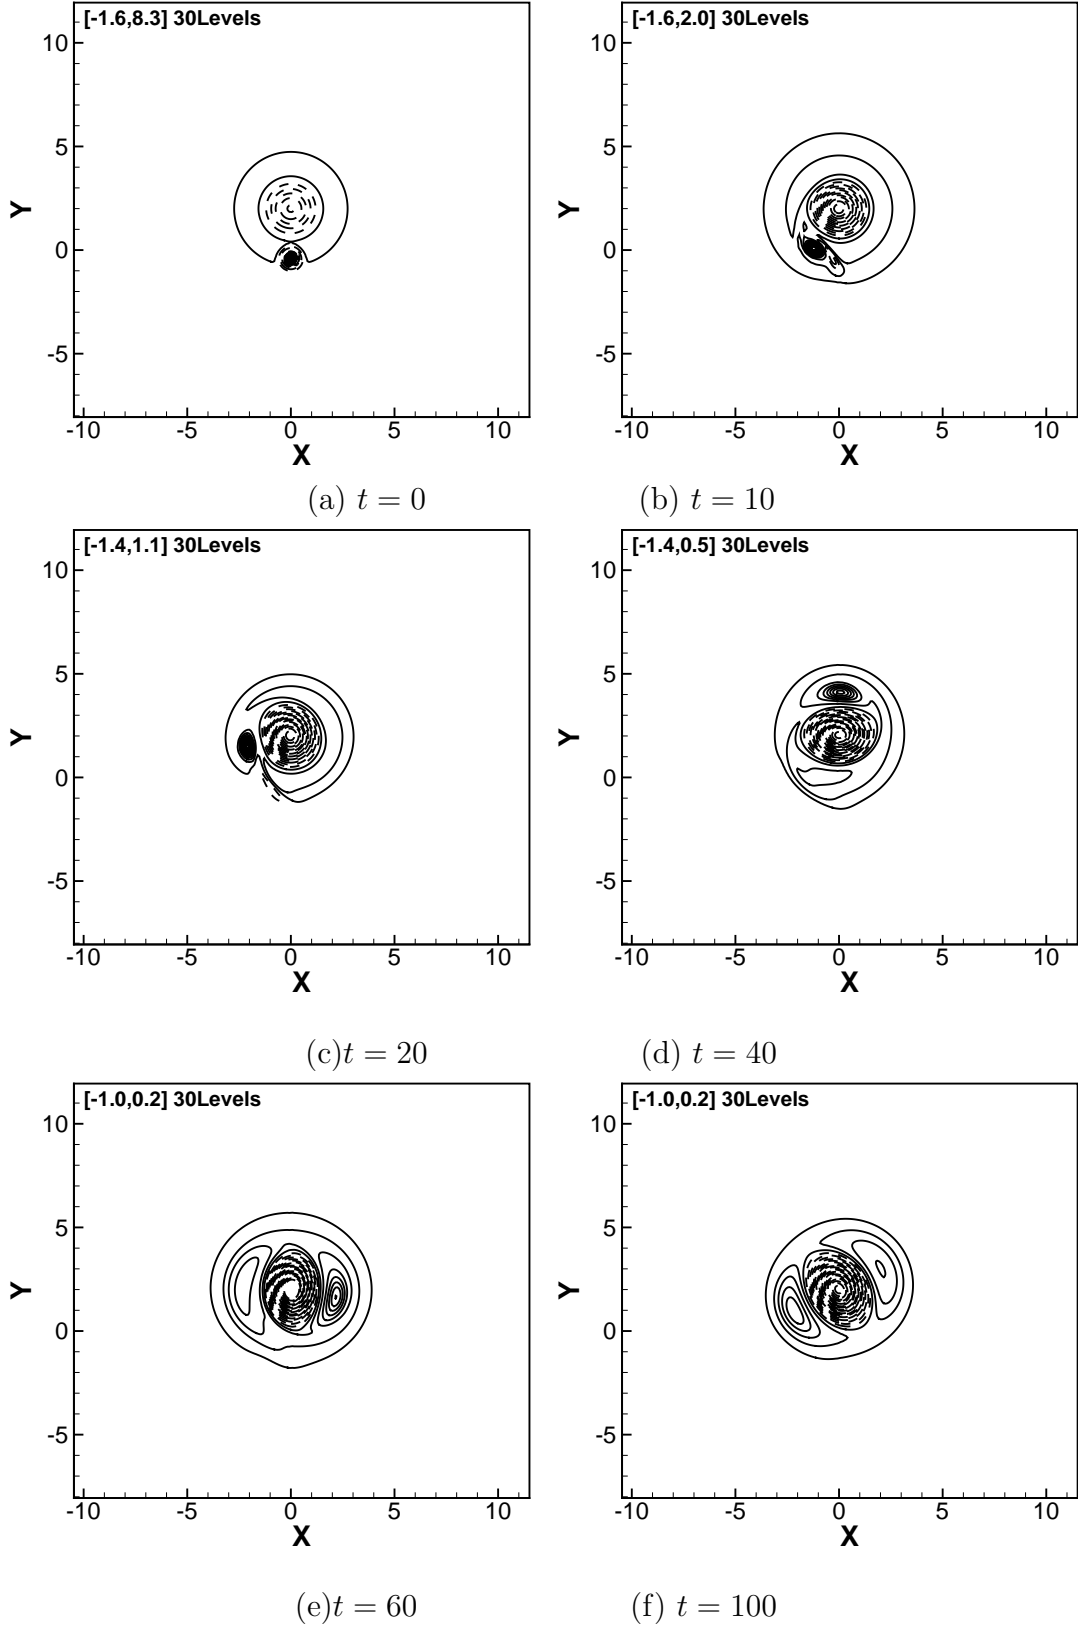 [-1.6,8.3] 30Levels
10
5
0
-5
Y
-10 -5 0 5 10
X
[-1.6,2.0] 30Levels
10
5
0
-5
Y
-10 -5 0 5 10
X
(a) t = 0
(b) t = 10
[-1.4,1.1] 30Levels
10
5
0
-5
Y
-10 -5 0 5 10
X
[-1.4,0.5] 30Levels
10
5
0
-5
Y
-10 -5 0 5 10
X
(c)t = 20
(d) t = 40
[-1.0,0.2] 30Levels
10
5
0
-5
Y
-10 -5 0 5 10
X
[-1.0,0.2] 30Levels
10
5
0
-5
Y
-10 -5 0 5 10
X
(e)t = 60
(f) t = 100